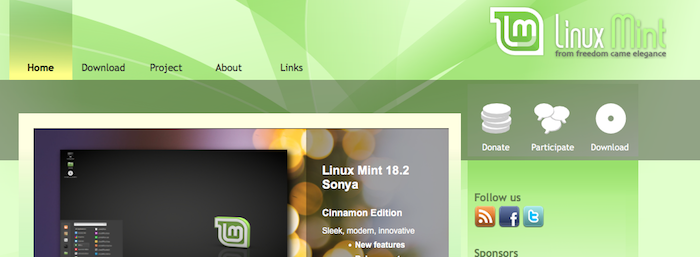 Linux Mint
from freedom came elegance
Home
Download
Project
About
Links
Donate
Participate
Download
Linux Mint 18.2
Sonya
Cinnamon Edition
Sleek, modern, innovative
New features
Follow us
Sponsors